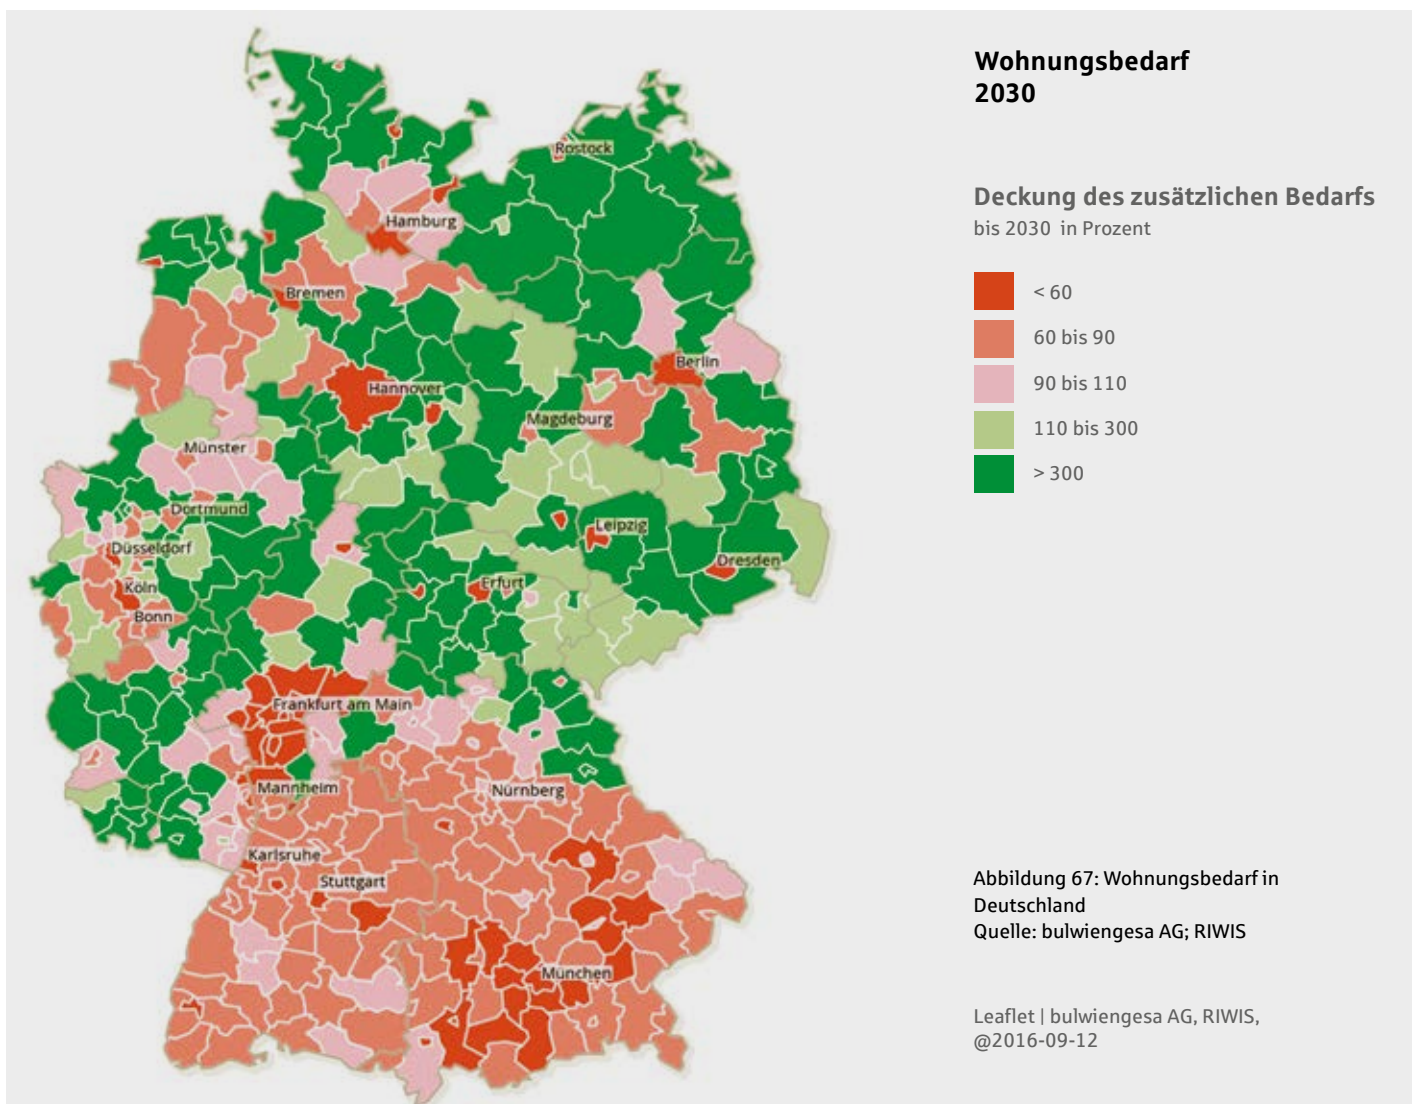 Wohnungsbedarf
2030
Deckung des zusätzlichen Bedarfs
bis 2030 in Prozent
< 60
60 bis 90
90 bis 110
110 bis 300
> 300
Rostock
Hamburg
Bremen
Berlin
Hannover
Magdeburg
Münster
Dortmund
Leipzig
Düsseldorf
Dresden
Köln
Erfurt
Bonn
Frankfurt am Main
Mannheim
Nürnberg
Karlsruhe
Stuttgart
München
Abbildung 67: Wohnungsbedarf in
Deutschland
Quelle: bulwiengesa AG; RIWIS
Leaflet | bulwiengesa AG, RIWIS,
@2016-09-12